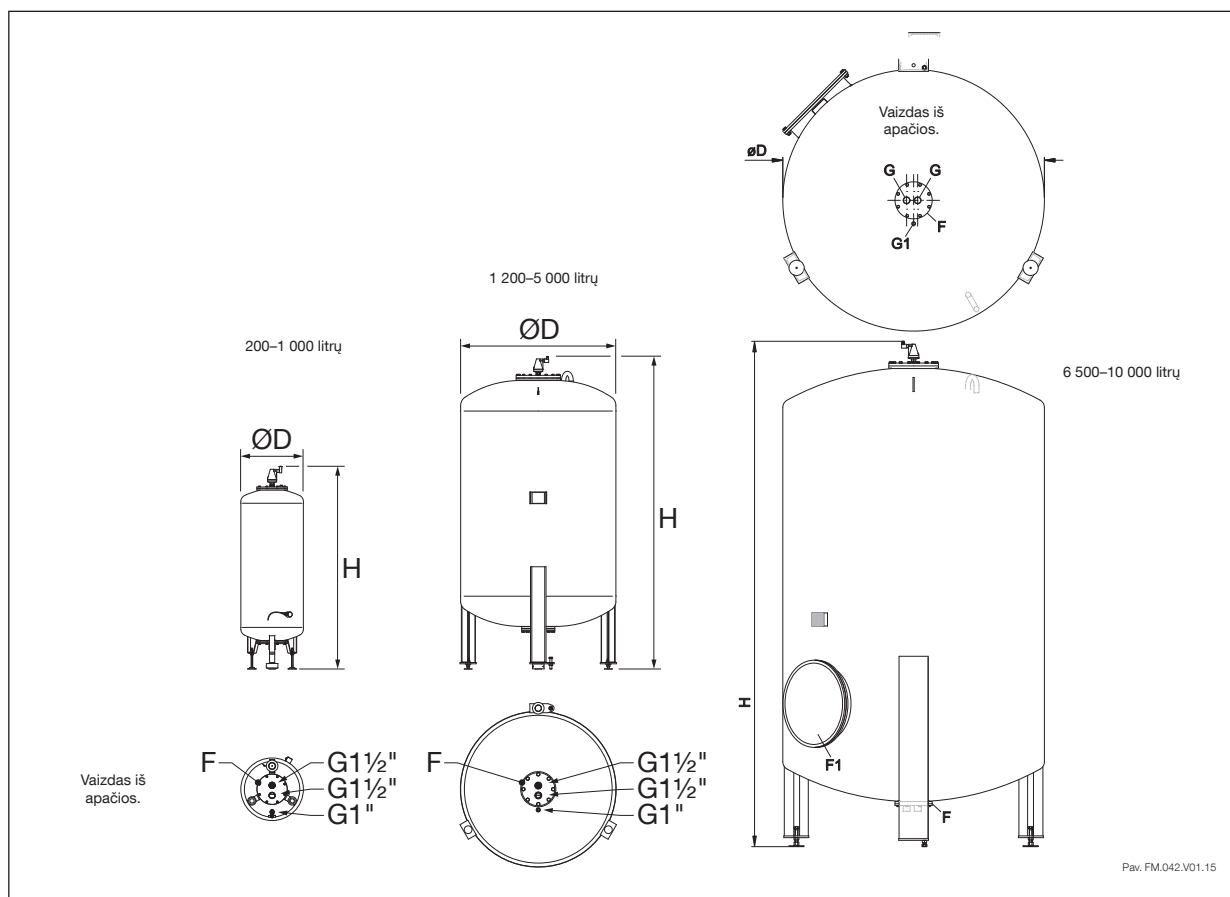 Vaizdas iš
apačios.
øD
G G
F
G1
1 200–5 000 litrų
ØD
200–1 000 litrų
6 500–10 000 litrų
ØD
H
H
H
F1
F
F
G1½"
G1½"
G1"
F
G1½"
G1½"
G1"
Vaizdas iš
apačios.
Pav. FM.042.V01.15